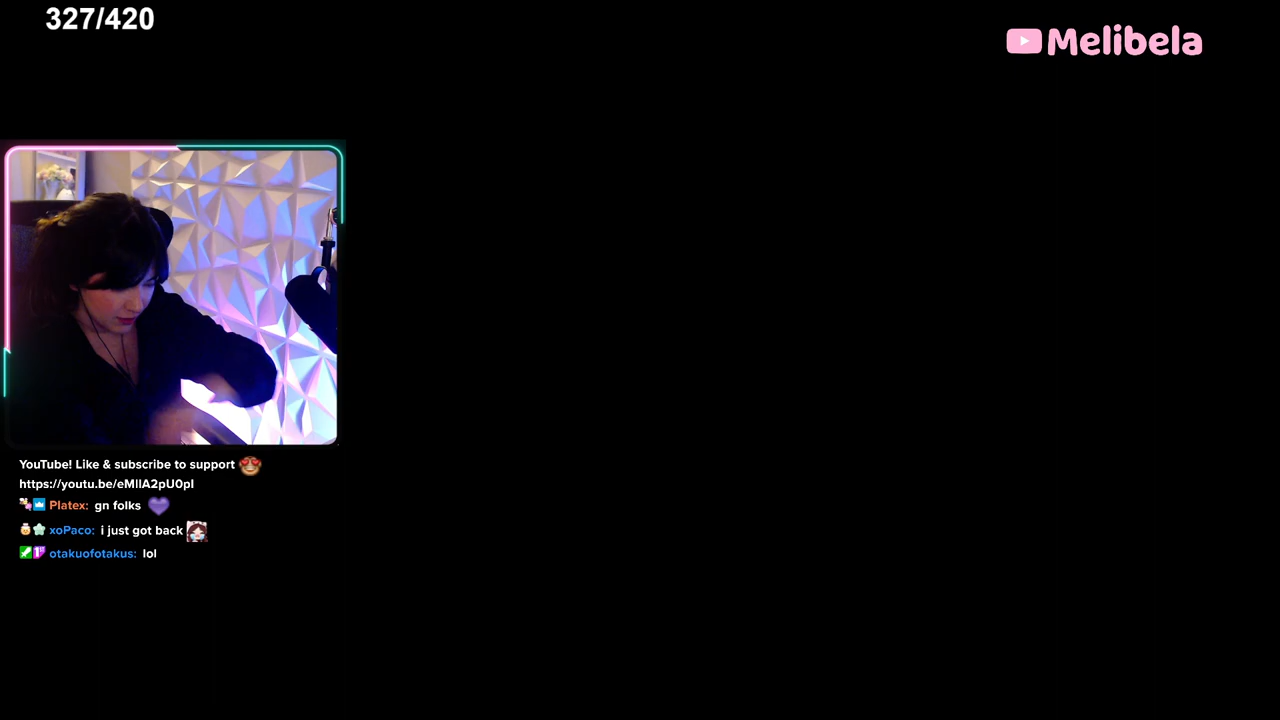 327/420
Melibela
YouTube! Like & subscribe to support
https://youtu.be/eMIIA2pU0pI
Platex: gn folks
xoPaco: i just got back
otakuofotakus: lol